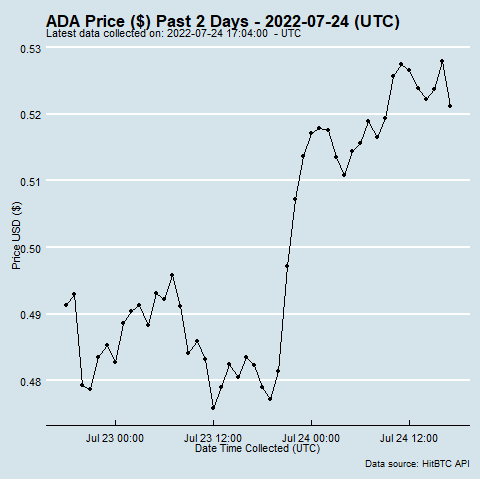 ADA Price ($) Past 2 Days - 2022-07-24 (UTC)
Latest data collected on: 2022-07-24 17:04:00  - UTC
0.53
0.52
0.51
0.50
0.49
0.48
Price USD ($)
Jul 23 00:00 Jul 23 12:00 Jul 24 00:00 Jul 24 12:00
Date Time Collected (UTC)
Data source: HitBTC API